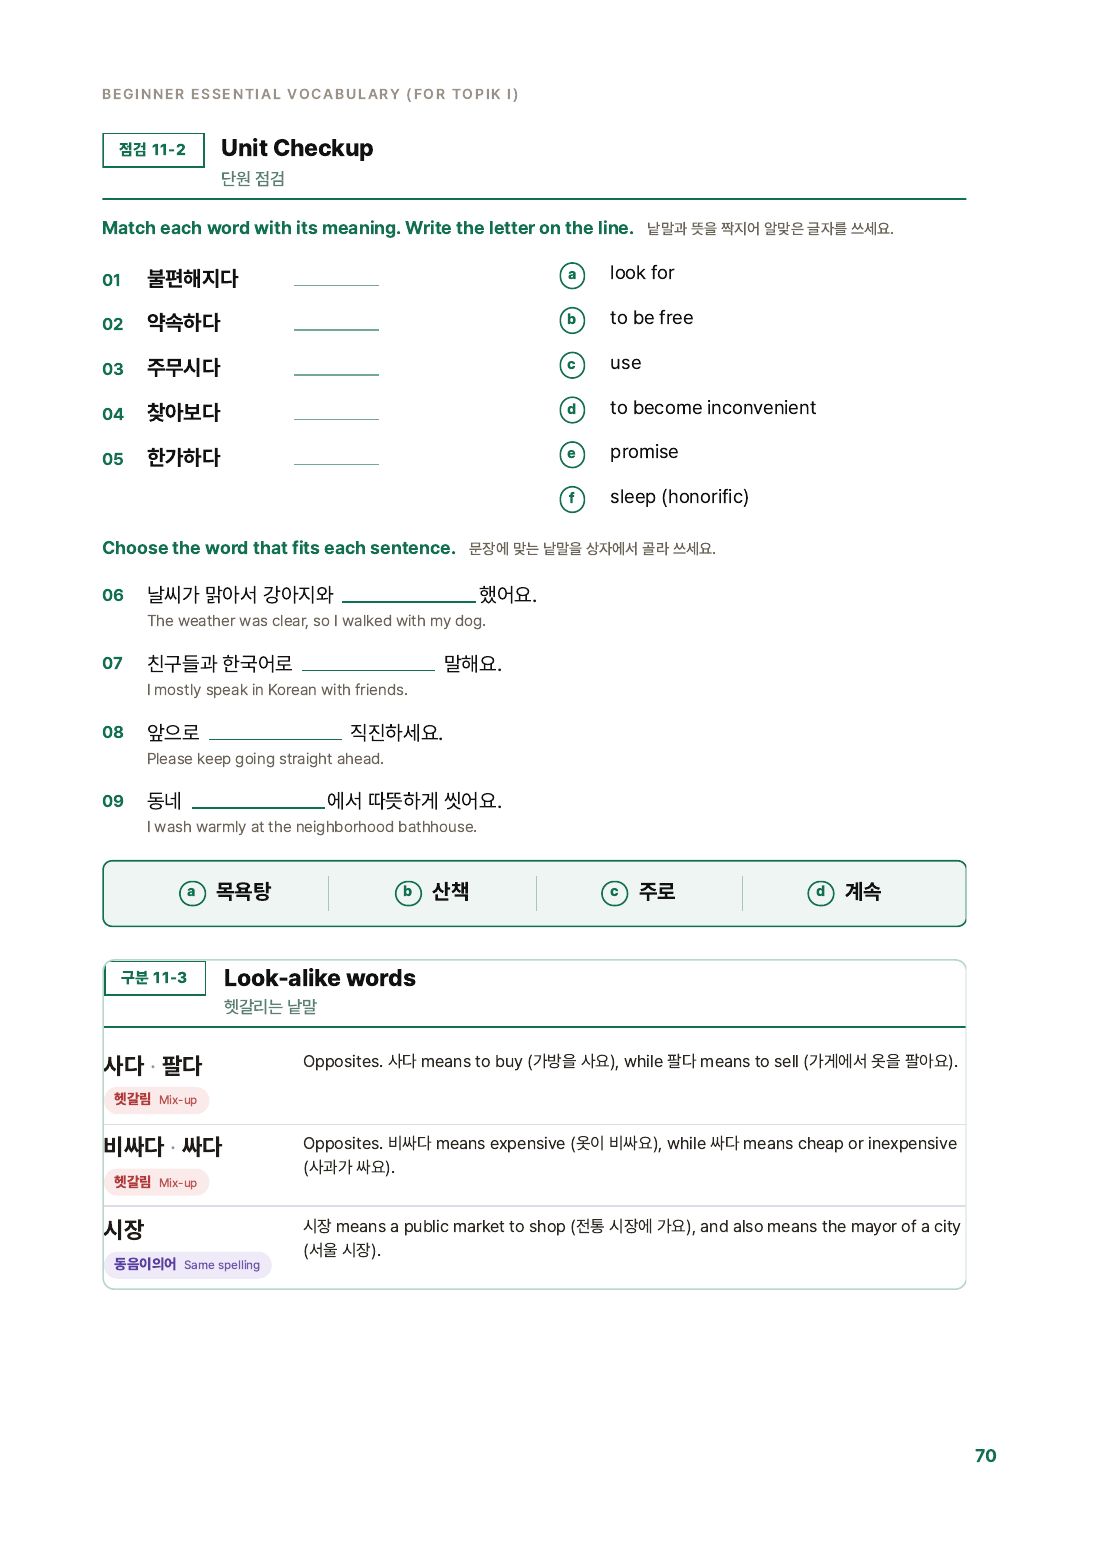 BEGINNER ESSENTIAL VOCABULARY (FOR TOPIK I)
점검 11-2
Unit Checkup
단원 점검
Match each word with its meaning. Write the letter on the line. 낱말과 뜻을 짝지어 알맞은 글자를 쓰세요.
01 불편해지다
02 약속하다
03 주무시다
04 찾아보다
05 한가하다
a look for
b to be free
c use
d to become inconvenient
e promise
f sleep (honorific)
Choose the word that fits each sentence. 문장에 맞는 낱말을 상자에서 골라 쓰세요.
06 날씨가 맑아서 강아지와 ____ 했어요.
The weather was clear, so I walked with my dog.
07 친구들과 한국어로 ____ 말해요.
I mostly speak in Korean with friends.
08 앞으로 ____ 직진하세요.
Please keep going straight ahead.
09 동네 ____에서 따뜻하게 씻어요.
I wash warmly at the neighborhood bathhouse.
a 목욕탕 b 산책 c 주로 d 계속
구분 11-3
Look-alike words
헷갈리는 낱말
사다 · 팔다
헷갈림 Mix-up
Opposites. 사다 means to buy (가방을 사요), while 팔다 means to sell (가게에서 옷을 팔아요).
비싸다 · 싸다
헷갈림 Mix-up
Opposites. 비싸다 means expensive (옷이 비싸요), while 싸다 means cheap or inexpensive
(사과가 싸요).
시장
동음이의어 Same spelling
시장 means a public market to shop (전통 시장에 가요), and also means the mayor of a city
(서울 시장).
70